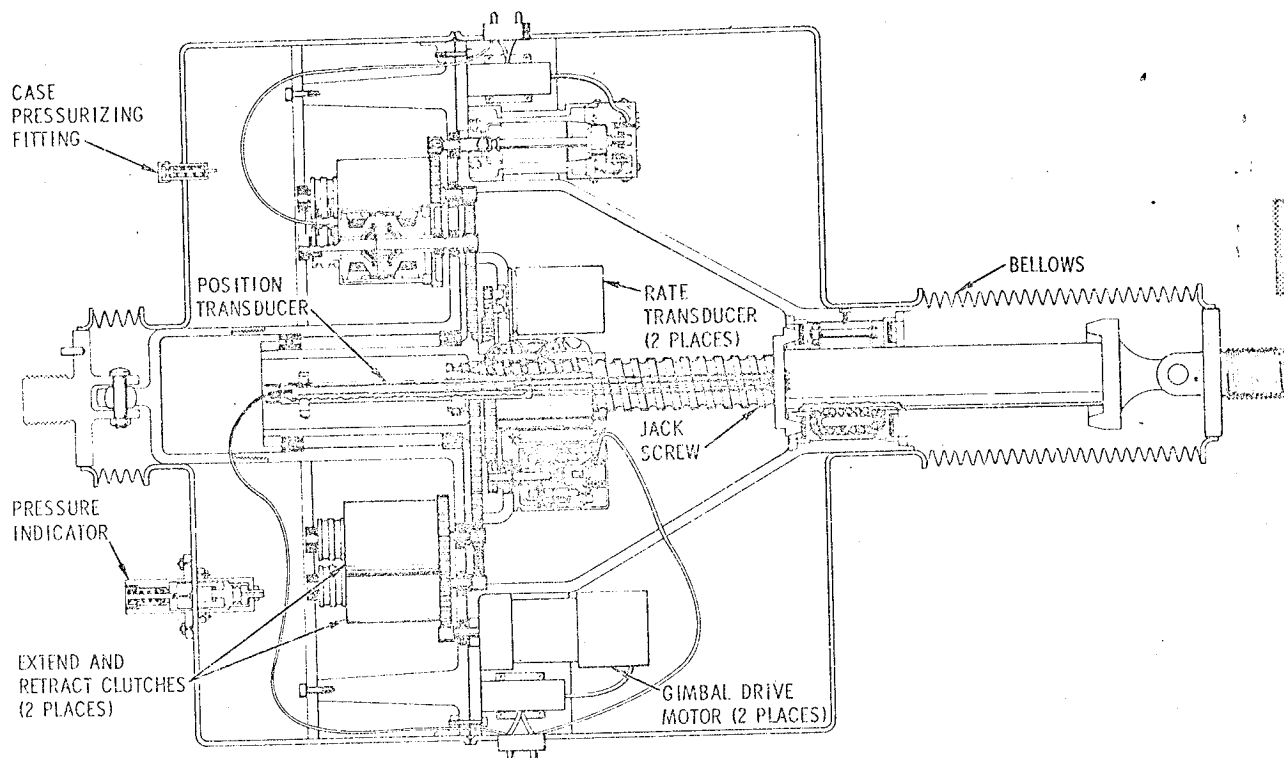 CASE
PRESSURIZING
FITTING
POSITION
TRANSDUCER
RATE
TRANSDUCER
(2 PLACES)
BELLOWS
JACK
SCREW
PRESSURE
INDICATOR
EXTEND AND
RETRACT CLUTCHES
(2 PLACES)
GIMBAL DRIVE
MOTOR (2 PLACES)